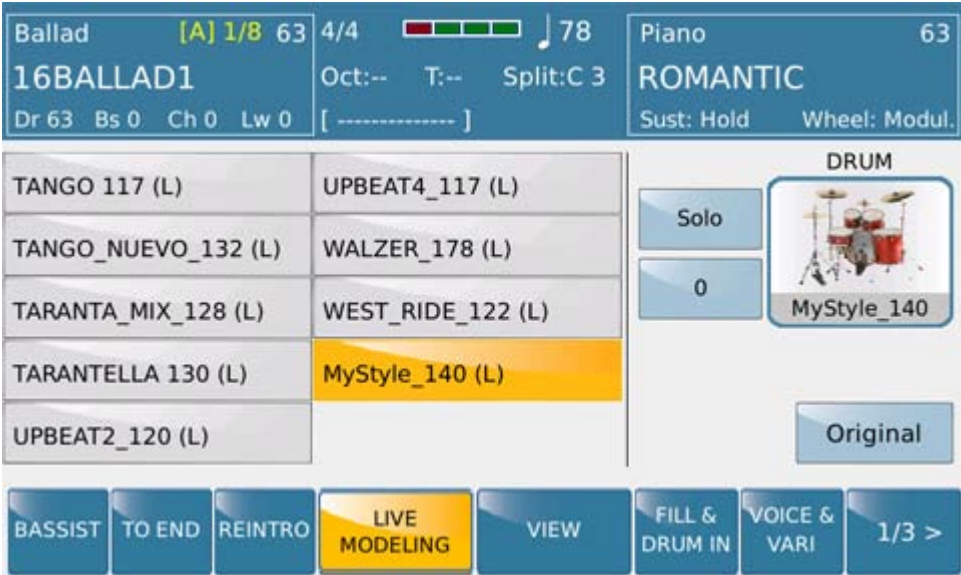 Ballad [A] 1/8 63
16BALLAD1
Dr 63 Bs 0 Ch 0 Lw 0
4/4 78
Oct:-- T:-- Split:C 3
[ -------------- ]
Piano 63
ROMANTIC
Sust: Hold Wheel: Modul.
TANGO 117 (L)
TANGO_NUEVO_132 (L)
TARANTA_MIX_128 (L)
TARANTELLA 130 (L)
UPBEAT2_120 (L)
UPBEAT4_117 (L)
WALZER_178 (L)
WEST_RIDE_122 (L)
MyStyle_140 (L)
DRUM
Solo
0
MyStyle_140
Original
BASSIST
TO END
REINTRO
LIVE
MODELING
VIEW
FILL &
DRUM IN
VOICE &
VARI
1/3 >